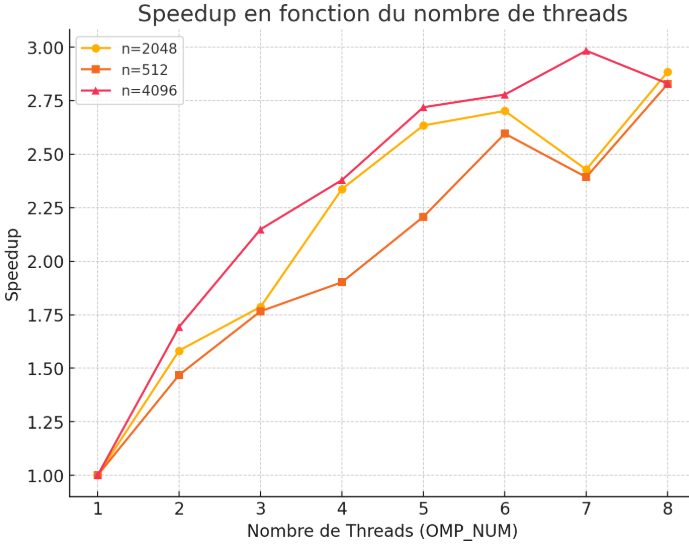 Speedup en fonction du nombre de threads
n=2048
n=512
n=4096
Speedup
3.00
2.75
2.50
2.25
2.00
1.75
1.50
1.25
1.00
1 2 3 4 5 6 7 8
Nombre de Threads (OMP_NUM)